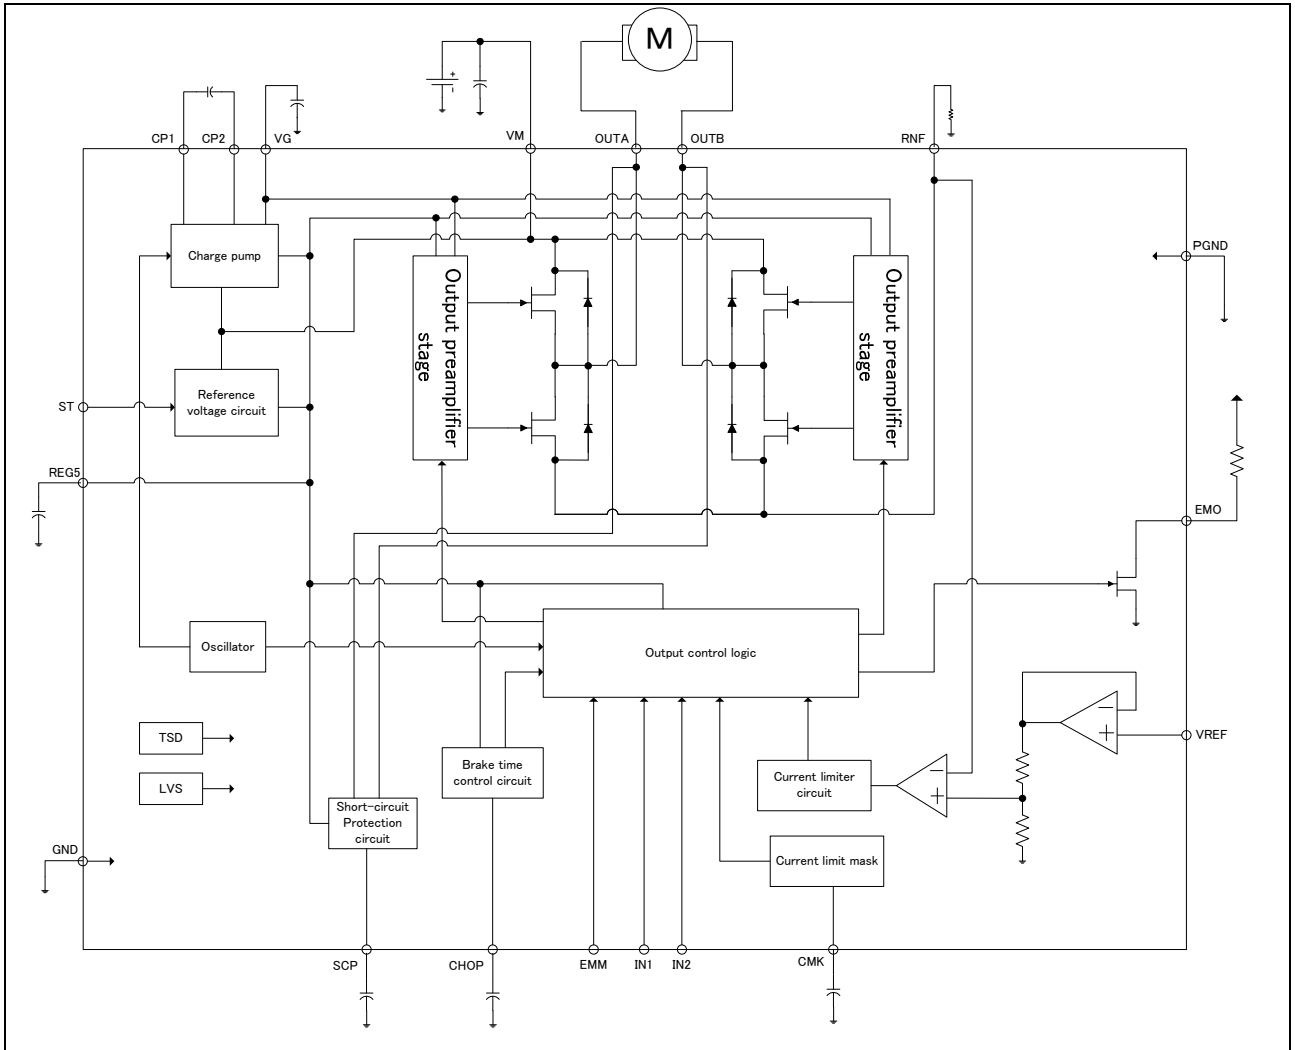 M
CP1
CP2
VG
VM
OUTA
OUTB
RNF
+
-
Charge pump
PGND
Output preamplifier
stage
Output preamplifier
stage
Reference
voltage circuit
ST
REG5
EMO
Oscillator
Output control logic
TSD
VREF
LVS
Brake time
control circuit
Current limiter
circuit
−
+
−
+
Short-circuit
Protection
circuit
GND
Current limit mask
SCP
CHOP
EMM
IN1
IN2
CMK